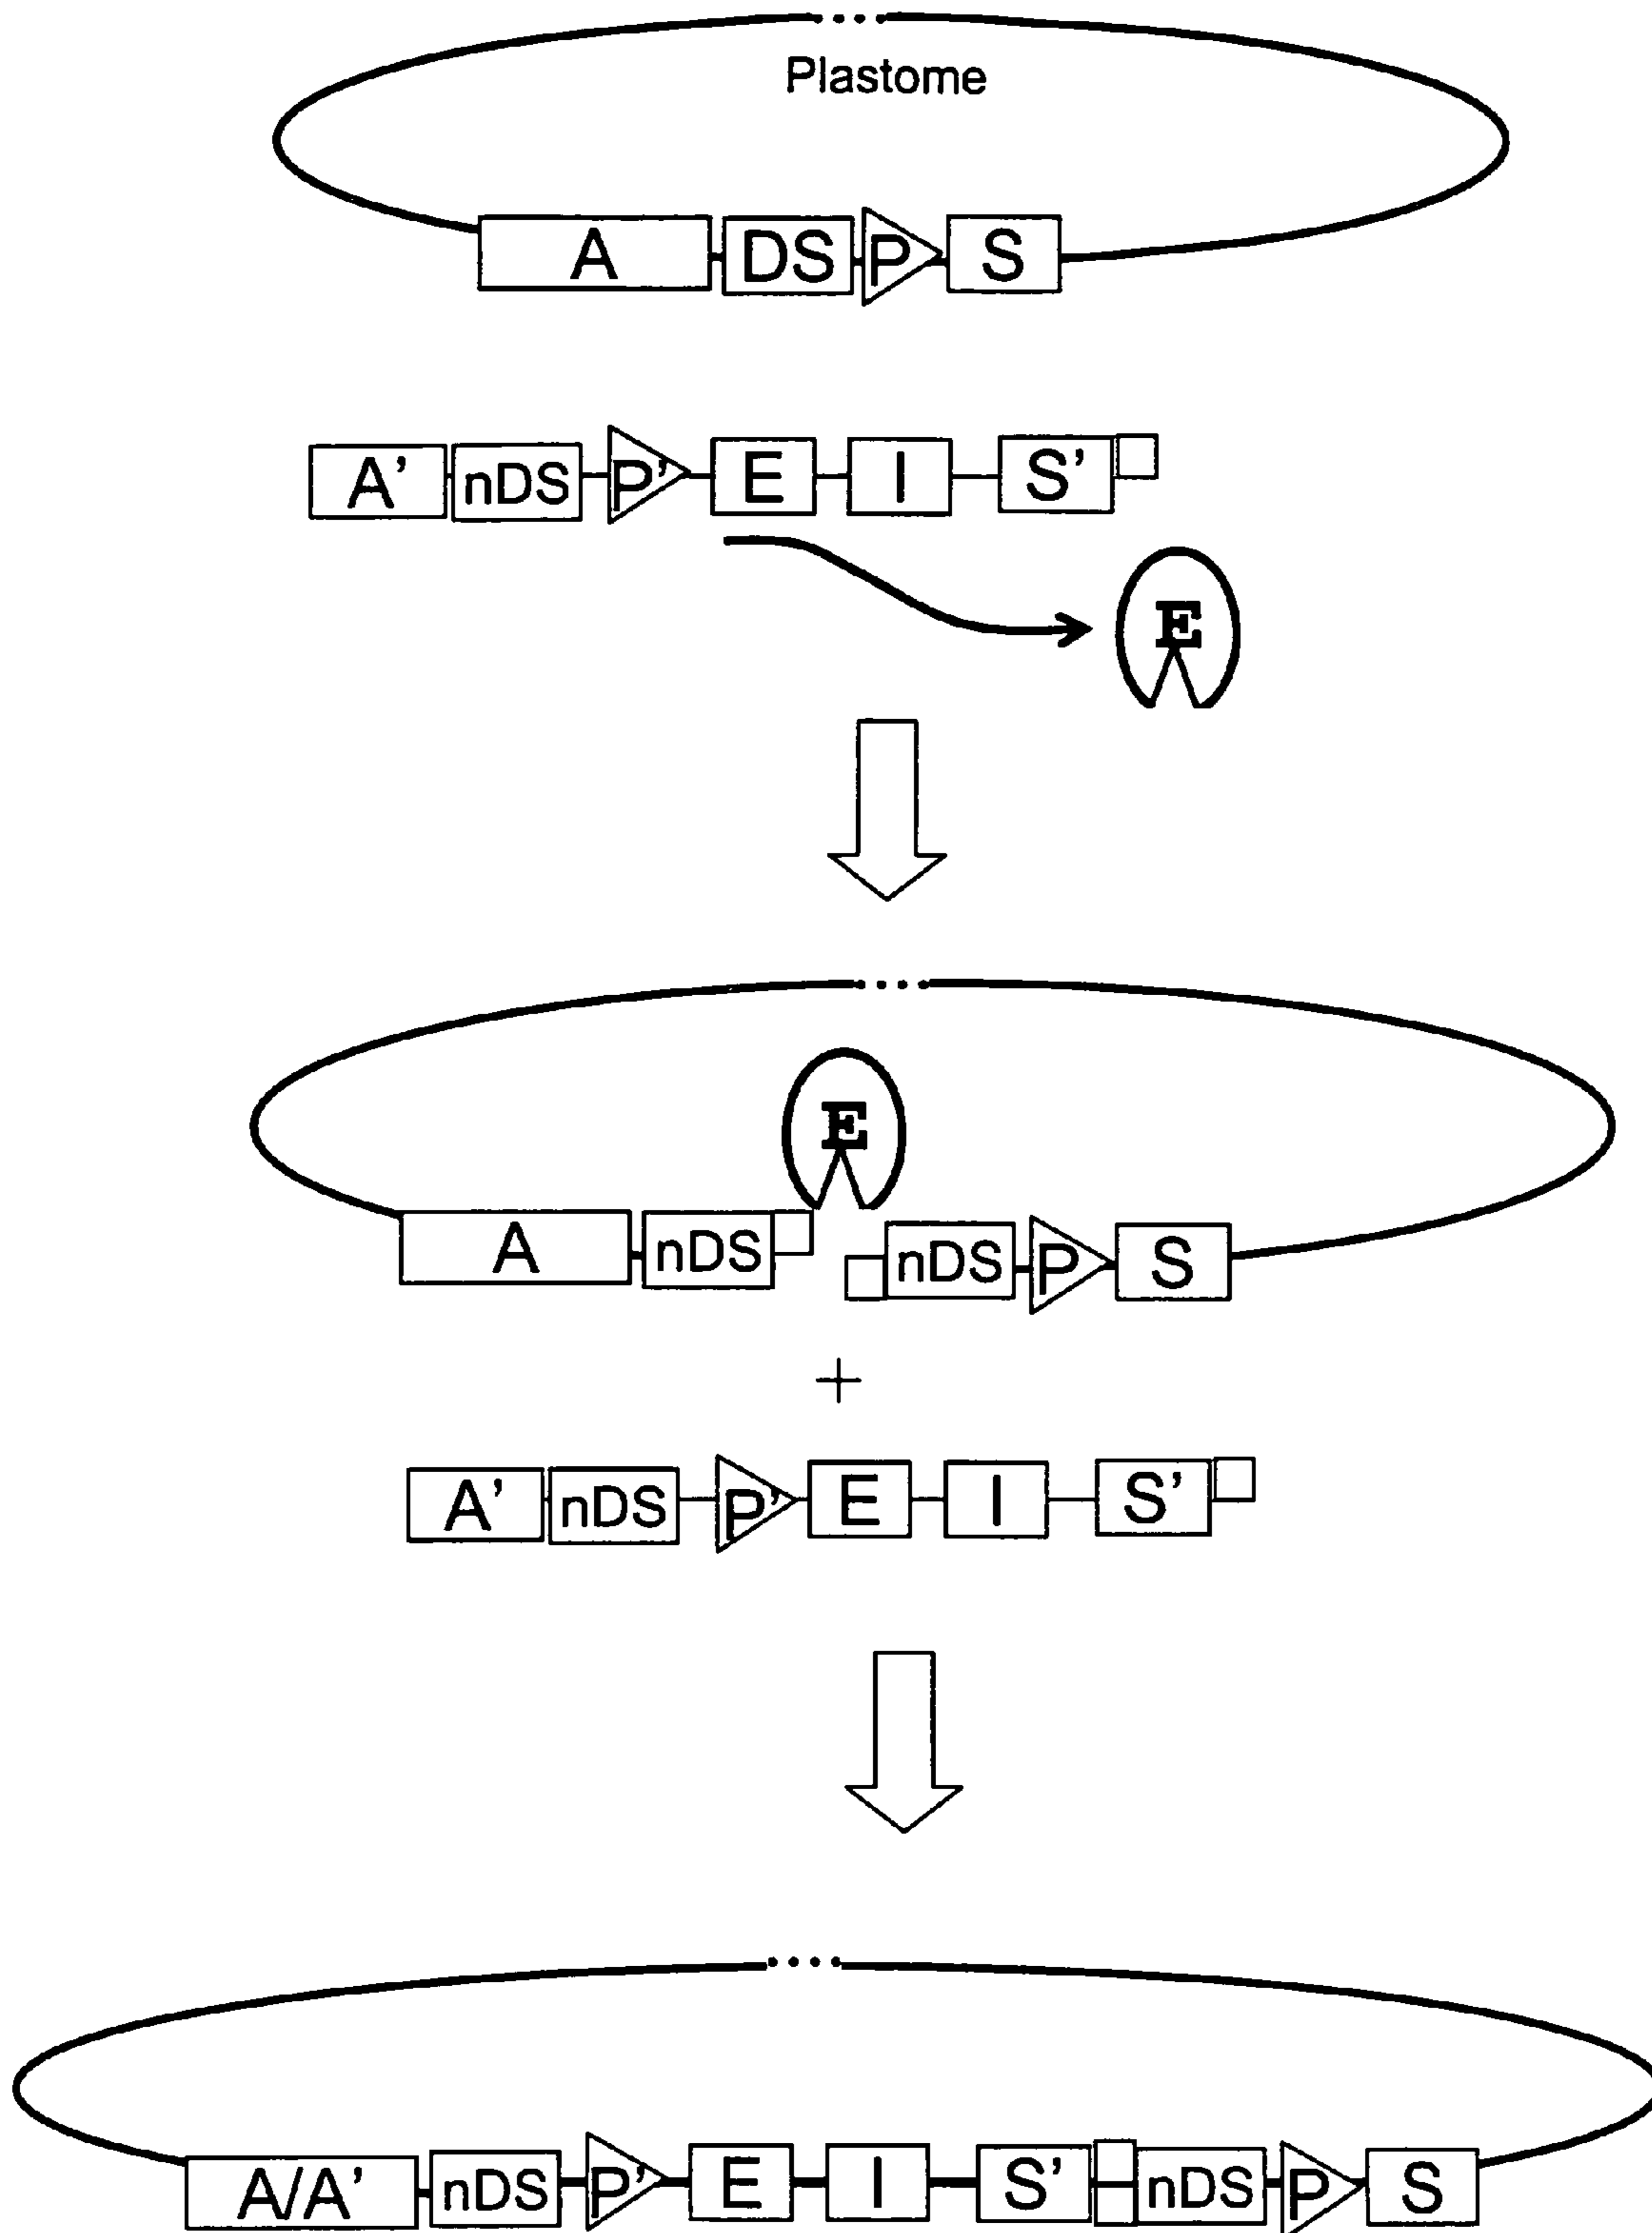 Plastome
A DS P S
A' nDS P' E I S'
E
E
A nDS nDS P S
+
A' nDS P' E I S'
A/A' nDS P' E I S' nDS P S